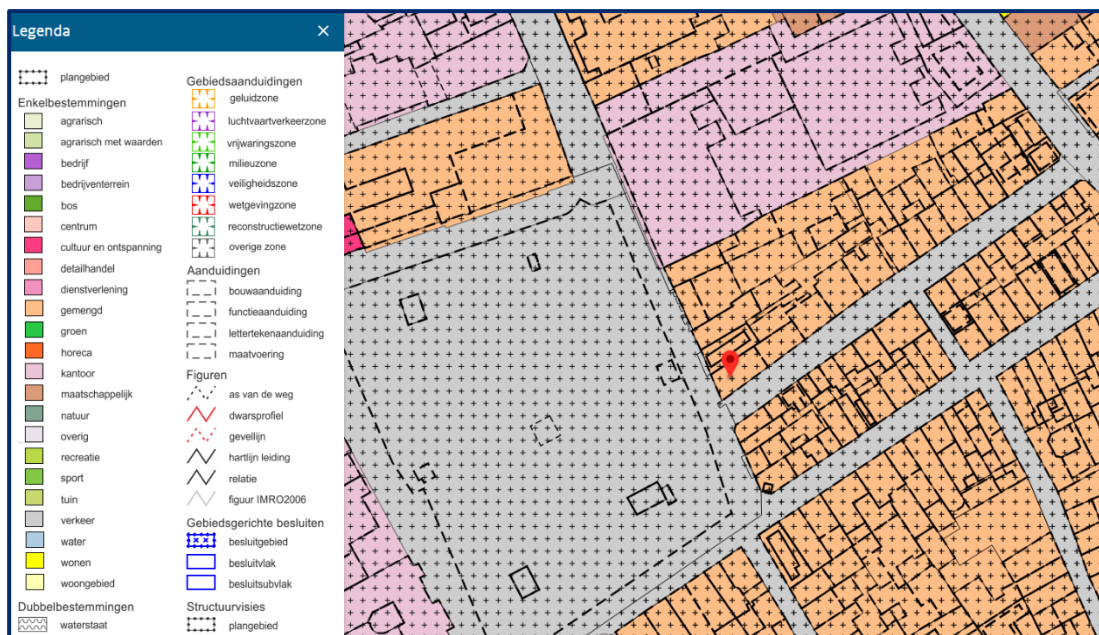 Legenda
plangebied
Enkelbestemmingen
agrarisch
agrarisch met waarden
bedrijf
bedrijventerrein
bos
centrum
cultuur en ontspanning
detailhandel
dienstverlening
gemengd
groen
horeca
kantoor
maatschappelijk
natuur
overig
recreatie
sport
tuin
verkeer
water
wonen
woongebied
Dubbelbestemmingen
waterstaat
Gebiedsaanduidingen
geluidzone
luchtvaartverkeerzone
vrijwaringszone
milieuzone
veiligheidszone
wetgevingzone
reconstructiewetzone
overige zone
Aanduidingen
bouwaanduiding
functieaanduiding
lettertekenaanduiding
maatvoering
Figuren
as van de weg
dwarsprofiel
gevellijn
hartlijn leiding
relatie
figuur IMRO2006
Gebiedsgerichte besluiten
besluitgebied
besluitvlak
besluitsubvlak
Structuurvisies
plangebied